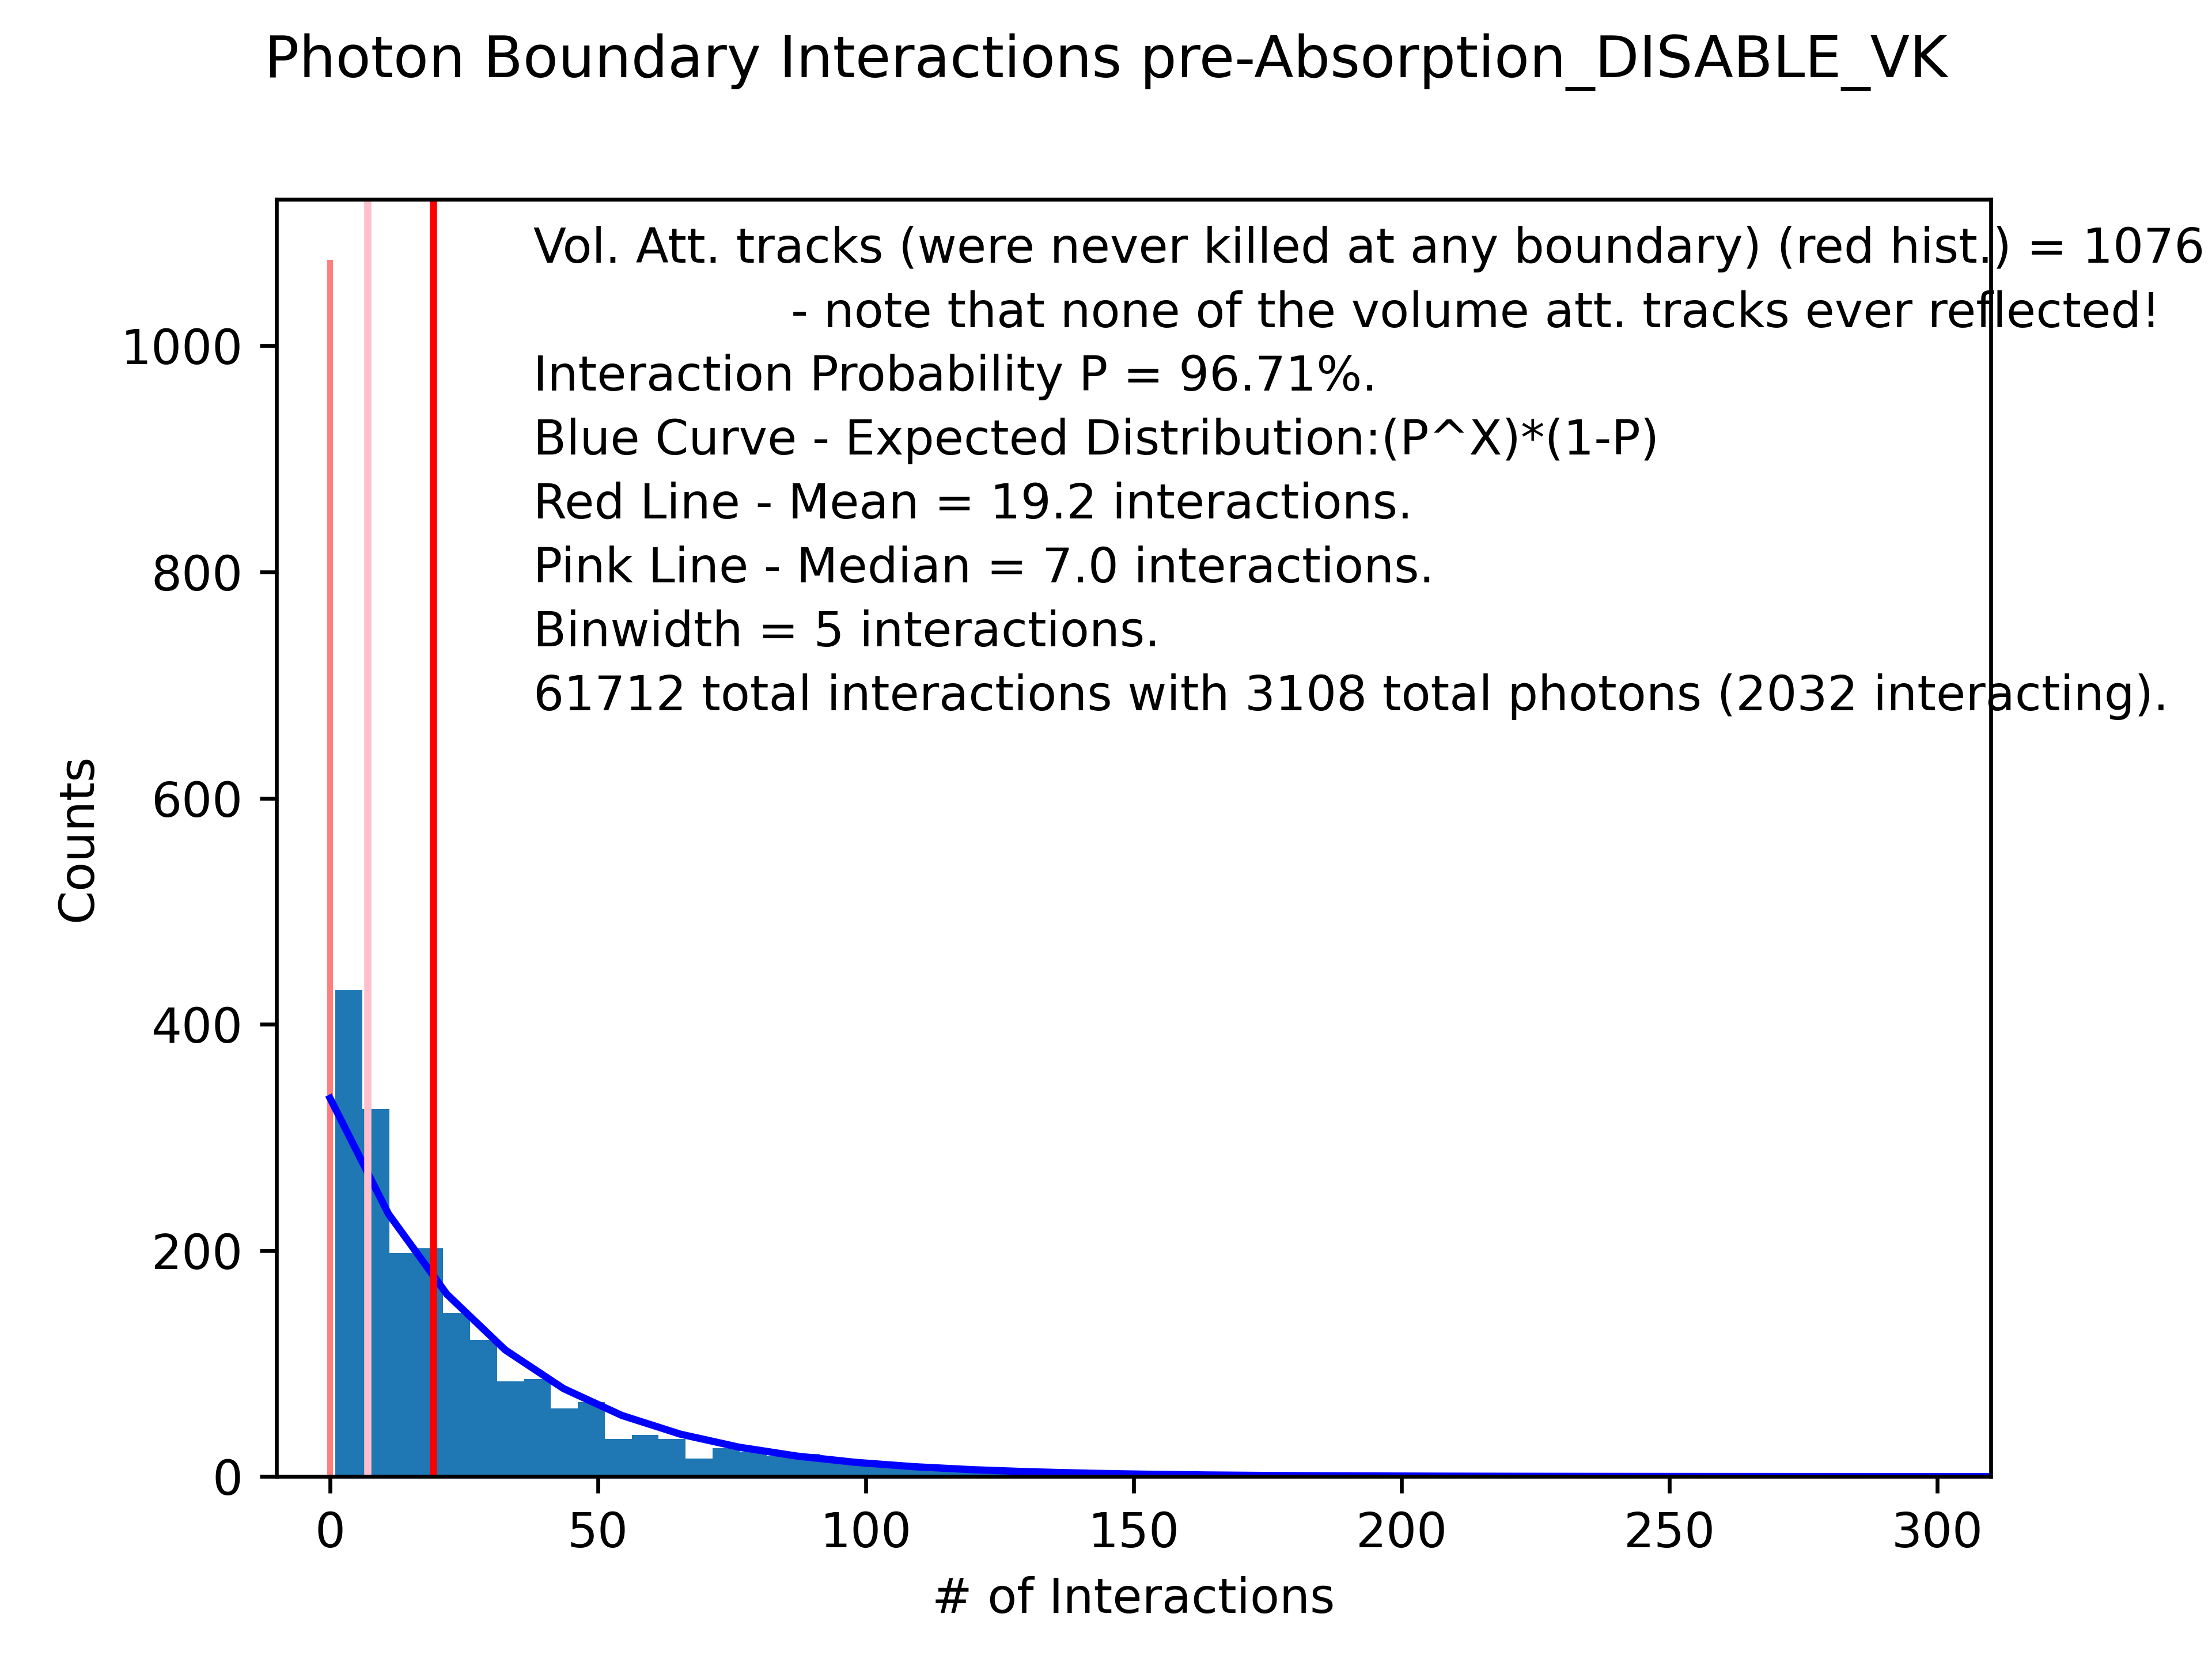 Photon Boundary Interactions pre-Absorption_DISABLE_VK
Vol. Att. tracks (were never killed at any boundary) (red hist.) = 1076
- note that none of the volume att. tracks ever reflected!
Interaction Probability P = 96.71%.
Blue Curve - Expected Distribution:(P^X)*(1-P)
Red Line - Mean = 19.2 interactions.
Pink Line - Median = 7.0 interactions.
Binwidth = 5 interactions.
61712 total interactions with 3108 total photons (2032 interacting).
Counts
1000
800
600
400
200
0
0 50 100 150 200 250 300
# of Interactions